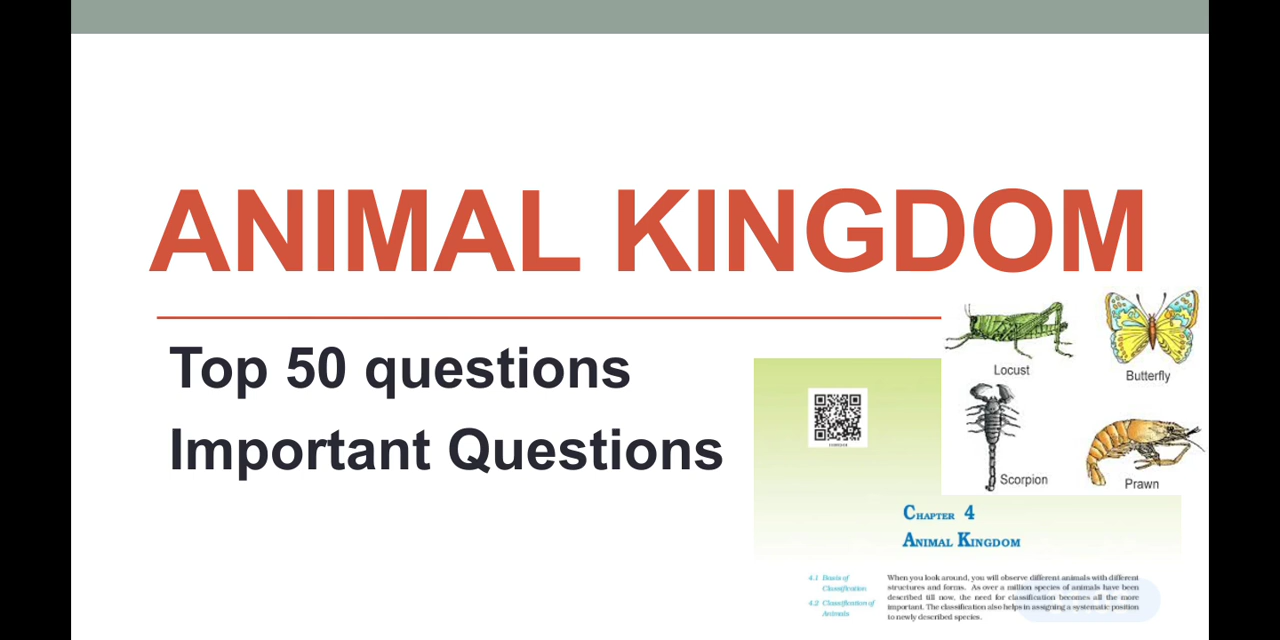 ANIMAL KINGDOM
Top 50 questions
Important Questions
Locust
Butterfly
Scorpion
Prawn
CHAPTER 4
ANIMAL KINGDOM
4.1 Basis of
Classification
4.2 Classification of
Animals
When you look around, you will observe different animals with different
structures and forms. As over a million species of animals have been
described till now, the need for classification becomes all the more
important. The classification also helps in assigning a systematic position
to newly described species.